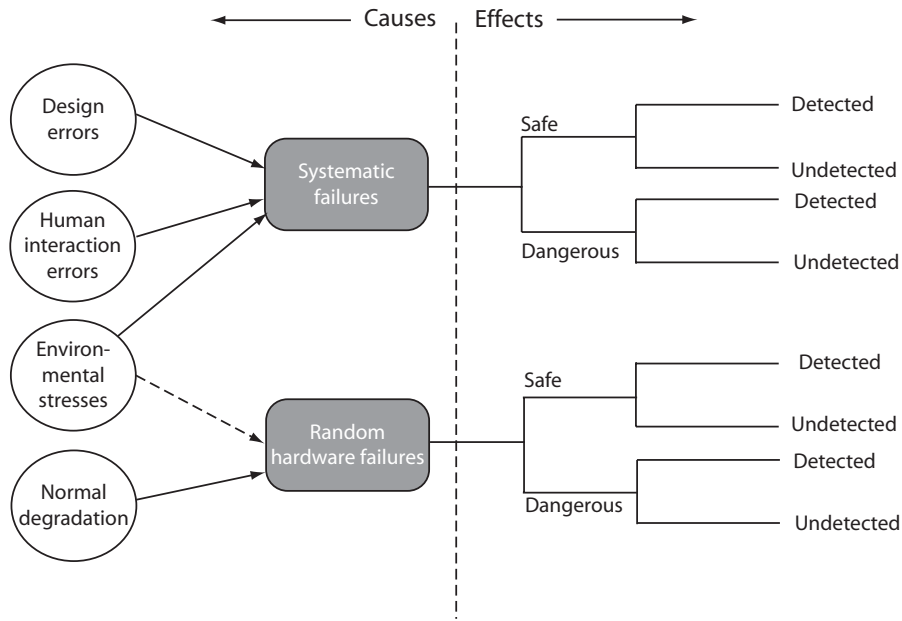 Causes
Effects
Design
errors
Human
interaction
errors
Environ-
mental
stresses
Normal
degradation
Systematic
failures
Random
hardware failures
Safe
Detected
Undetected
Dangerous
Detected
Undetected
Safe
Detected
Undetected
Dangerous
Detected
Undetected